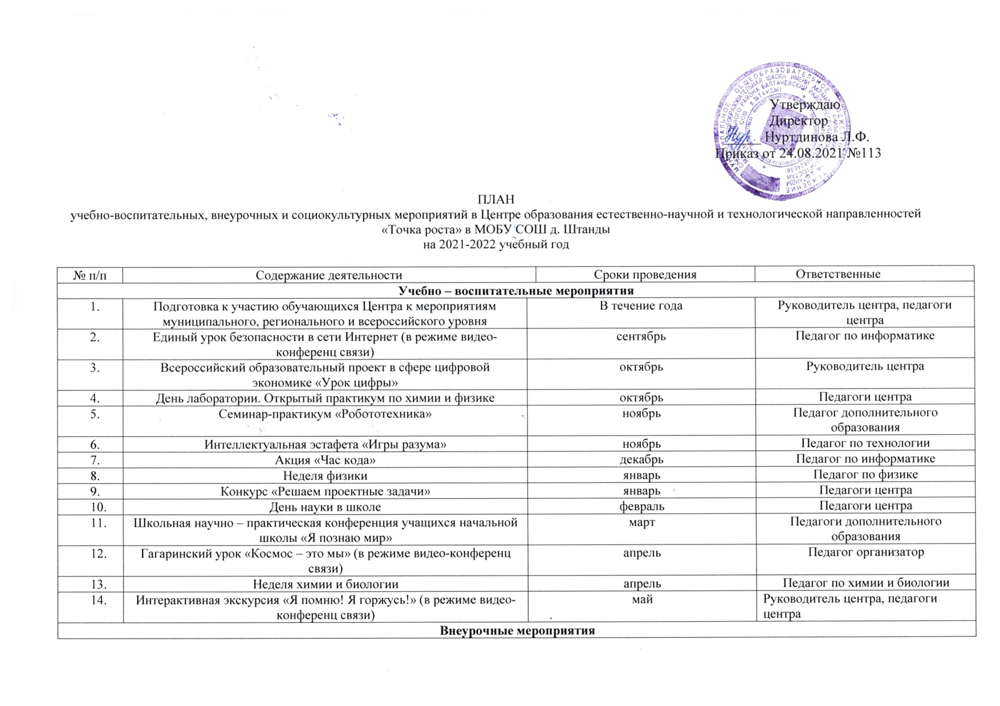 Утверждаю
Директор
_____ Нуртдинова Л.Ф.
Приказ от 24.08.2021 №113
ПЛАН
учебно-воспитательных, внеурочных и социокультурных мероприятий в Центре образования естественно-научной и технологической направленностей
«Точка роста» в МОБУ СОШ д. Штанды
на 2021-2022 учебный год
№ п/п Содержание деятельности Сроки проведения Ответственные
Учебно – воспитательные мероприятия
1. Подготовка к участию обучающихся Центра к мероприятиям В течение года Руководитель центра, педагоги
муниципального, регионального и всероссийского уровня центра
2. Единый урок безопасности в сети Интернет (в режиме видео- сентябрь Педагог по информатике
конференц связи)
3. Всероссийский образовательный проект в сфере цифровой октябрь Руководитель центра
экономике «Урок цифры»
4. День лаборатории. Открытый практикум по химии и физике октябрь Педагоги центра
5. Семинар-практикум «Робототехника» ноябрь Педагог дополнительного
образования
6. Интеллектуальная эстафета «Игры разума» ноябрь Педагог по технологии
7. Акция «Час кода» декабрь Педагог по информатике
8. Неделя физики январь Педагог по физике
9. Конкурс «Решаем проектные задачи» январь Педагоги центра
10. День науки в школе февраль Педагоги центра
11. Школьная научно – практическая конференция учащихся начальной март Педагоги дополнительного
школы «Я познаю мир» образования
12. Гагаринский урок «Космос – это мы» (в режиме видео-конференц апрель Педагог организатор
связи)
13. Неделя химии и биологии апрель Педагог по химии и биологии
14. Интерактивная экскурсия «Я помню! Я горжусь!» (в режиме видео- май Руководитель центра, педагоги
конференц связи) центра
Внеурочные мероприятия